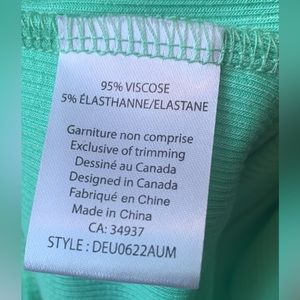 95% VISCOSE
5% ÉLASTHANNE/ELASTANE
Garniture non comprise
Exclusive of trimming
Dessiné au Canada
Designed in Canada
Fabriqué en Chine
Made in China
CA: 34937
STYLE : DEU0622AUM